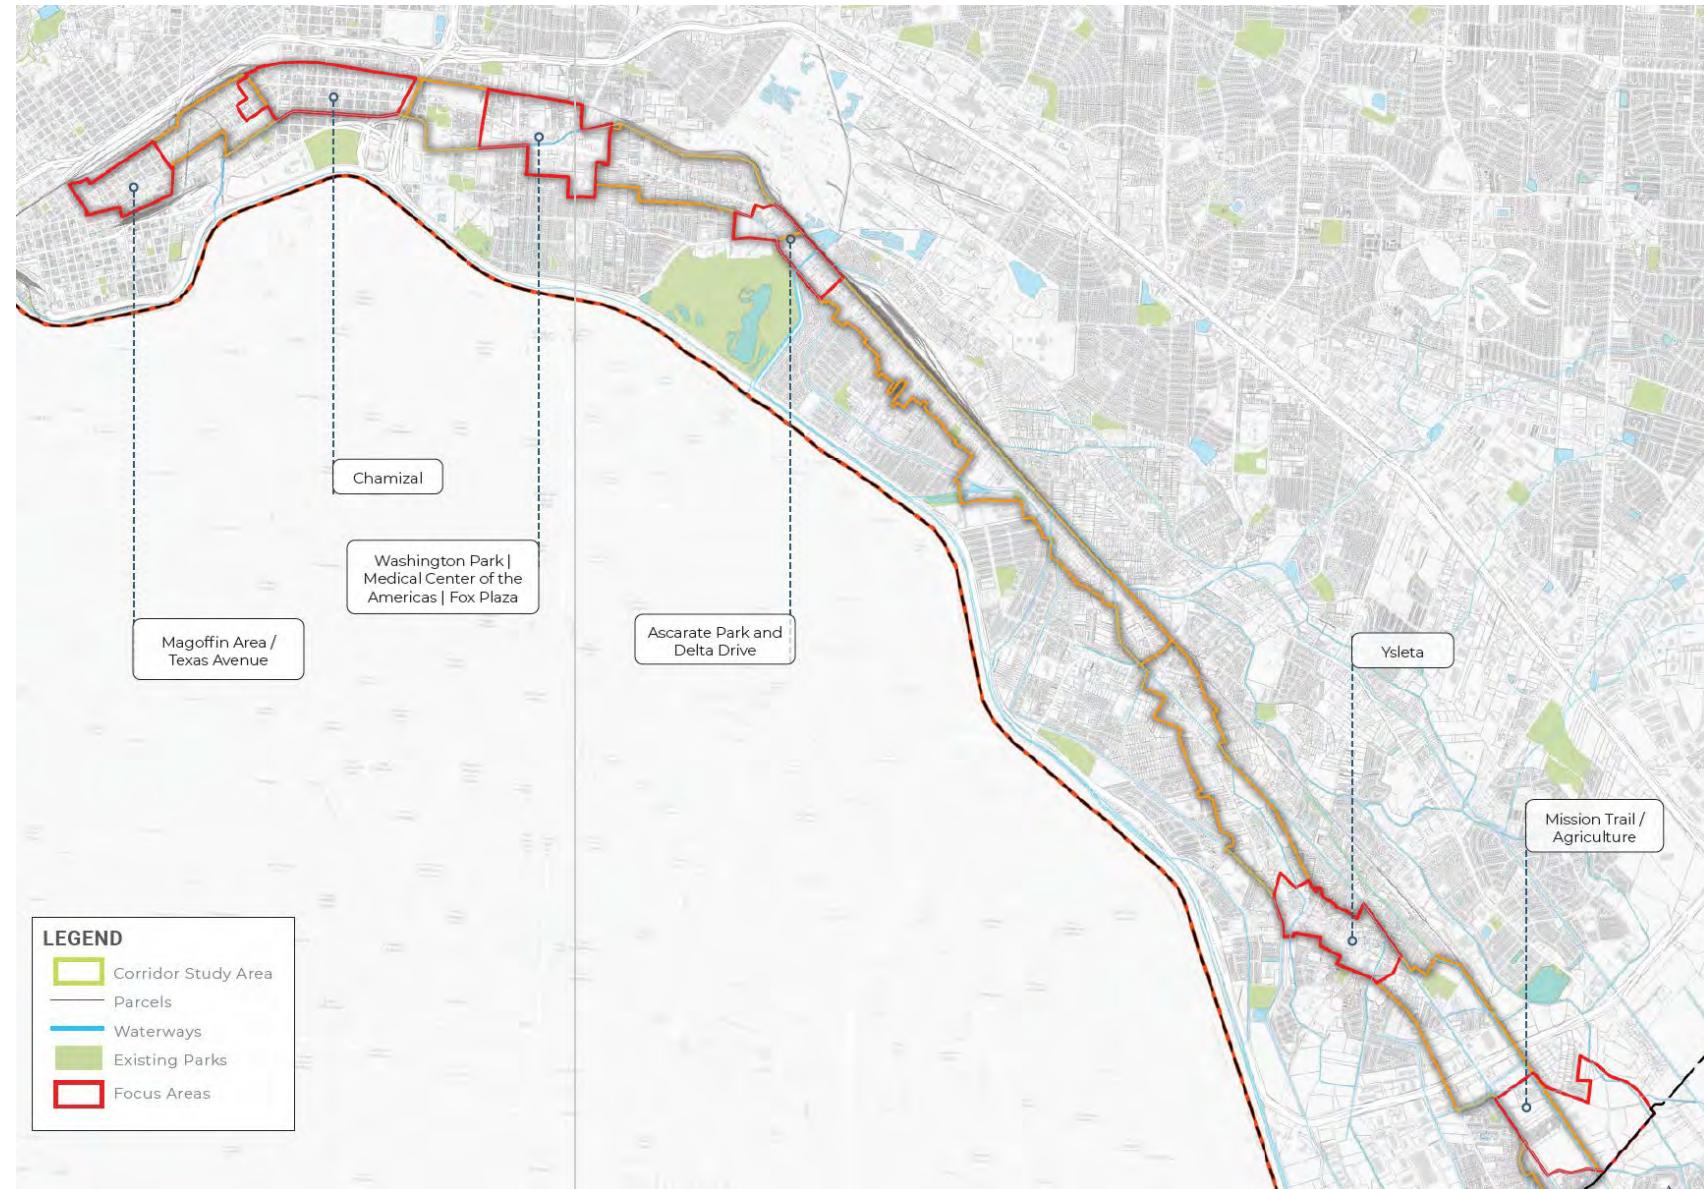 Chamizal
Washington Park |
Medical Center of the
Americas | Fox Plaza
Magoffin Area /
Texas Avenue
Ascarate Park and
Delta Drive
Ysleta
Mission Trail /
Agriculture
LEGEND
Corridor Study Area
Parcels
Waterways
Existing Parks
Focus Areas